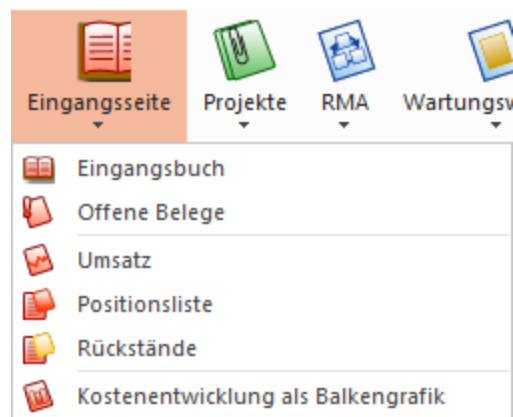 Eingangsseite Projekte RMA
Eingangsbuch
Offene Belege
Umsatz
Positionsliste
Rückstände
Kostenentwicklung als Balkengrafik